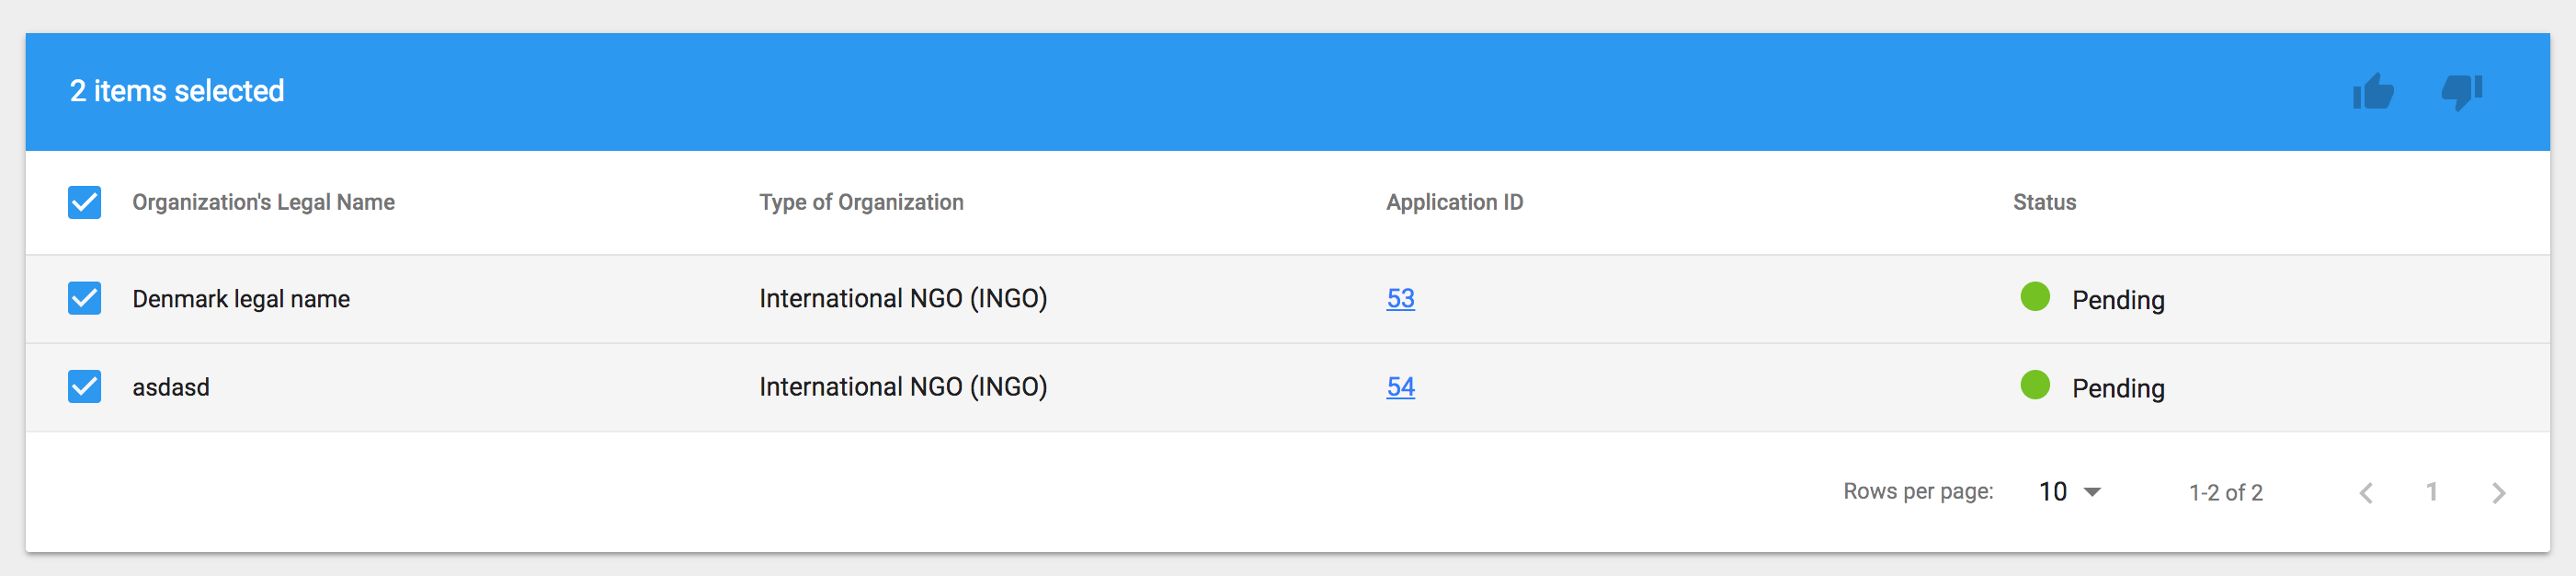 2 items selected
Organization's Legal Name Type of Organization Application ID Status
Denmark legal name International NGO (INGO) 53 Pending
asdasd International NGO (INGO) 54 Pending
Rows per page: 10 1-2 of 2 1